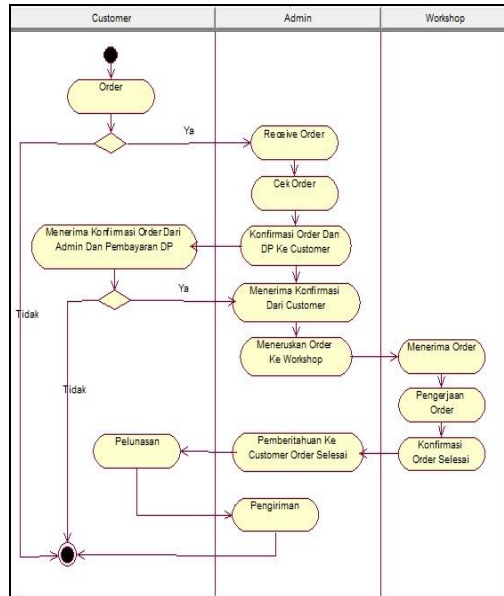 Customer
Admin
Workshop
Order
Ya
Receive Order
Cek Order
Menerima Konfirmasi Order Dari
Admin Dan Pembayaran DP
Konfirmasi Order Dan
DP Ke Customer
Ya
Menerima Konfirmasi
Dari Customer
Tidak
Meneruskan Order
Ke Workshop
Menerima Order
Tidak
Pengerjaan
Order
Pelunasan
Pemberitahuan Ke
Customer Order Selesai
Konfirmasi
Order Selesai
Pengiriman